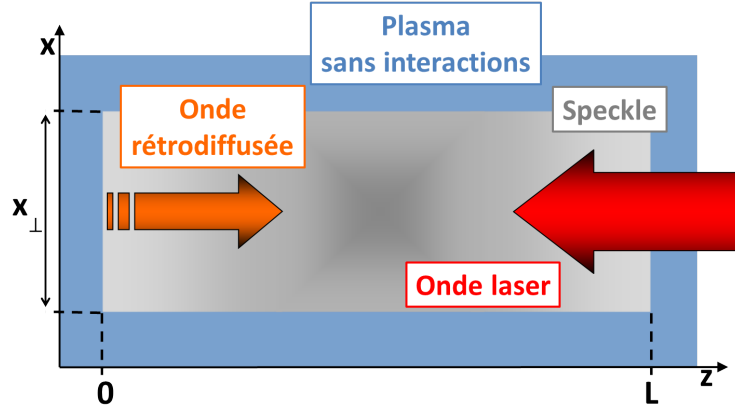 x
Plasma
sans interactions
Onde
rétrodiffusée
Speckle
x
⊥
Onde laser
z
0
L